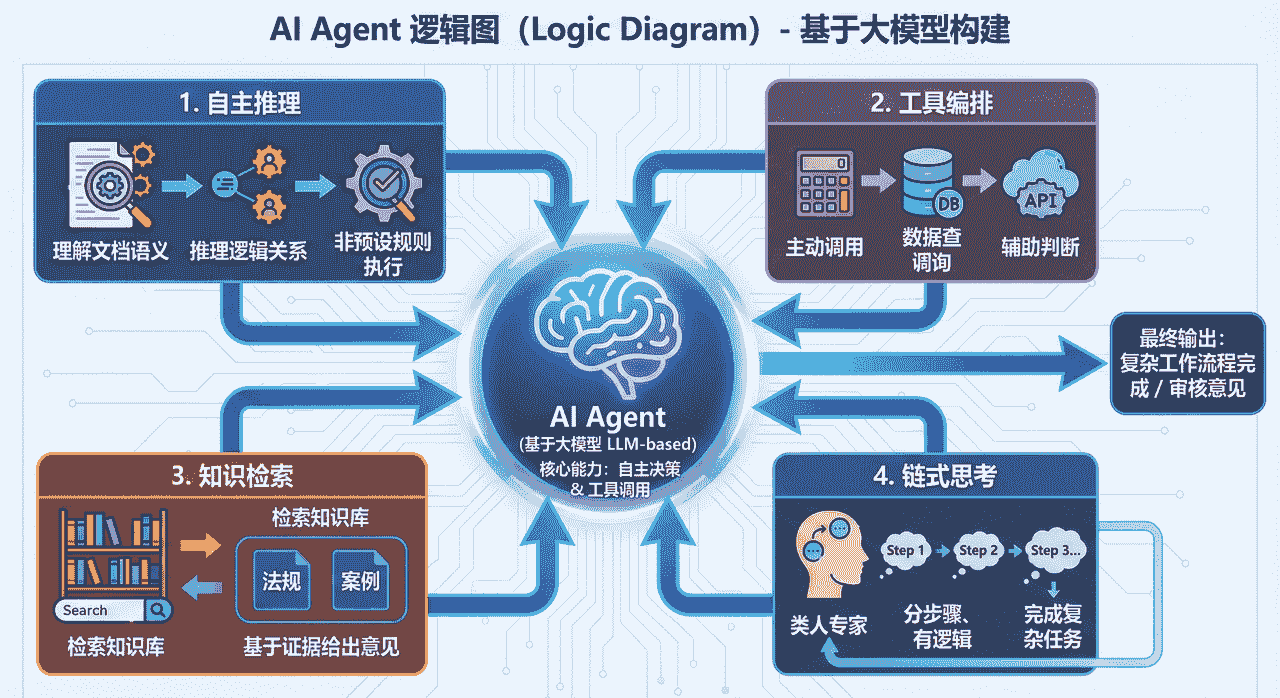 AI Agent 逻辑图（Logic Diagram）- 基于大模型构建
1. 自主推理
理解文档语义
推理逻辑关系
非预设规则
执行
2. 工具编排
DB
API
主动调用
数据查
调询
辅助判断
AI Agent
(基于大模型 LLM-based)
核心能力：自主决策
& 工具调用
最终输出：
复杂工作流程完
成 / 审核意见
3. 知识检索
Search
检索知识库
检索知识库
法规
案例
基于证据给出意见
4. 链式思考
Step 1
Step 2
Step 3...
类人专家
分步骤、
有逻辑
完成复
杂任务